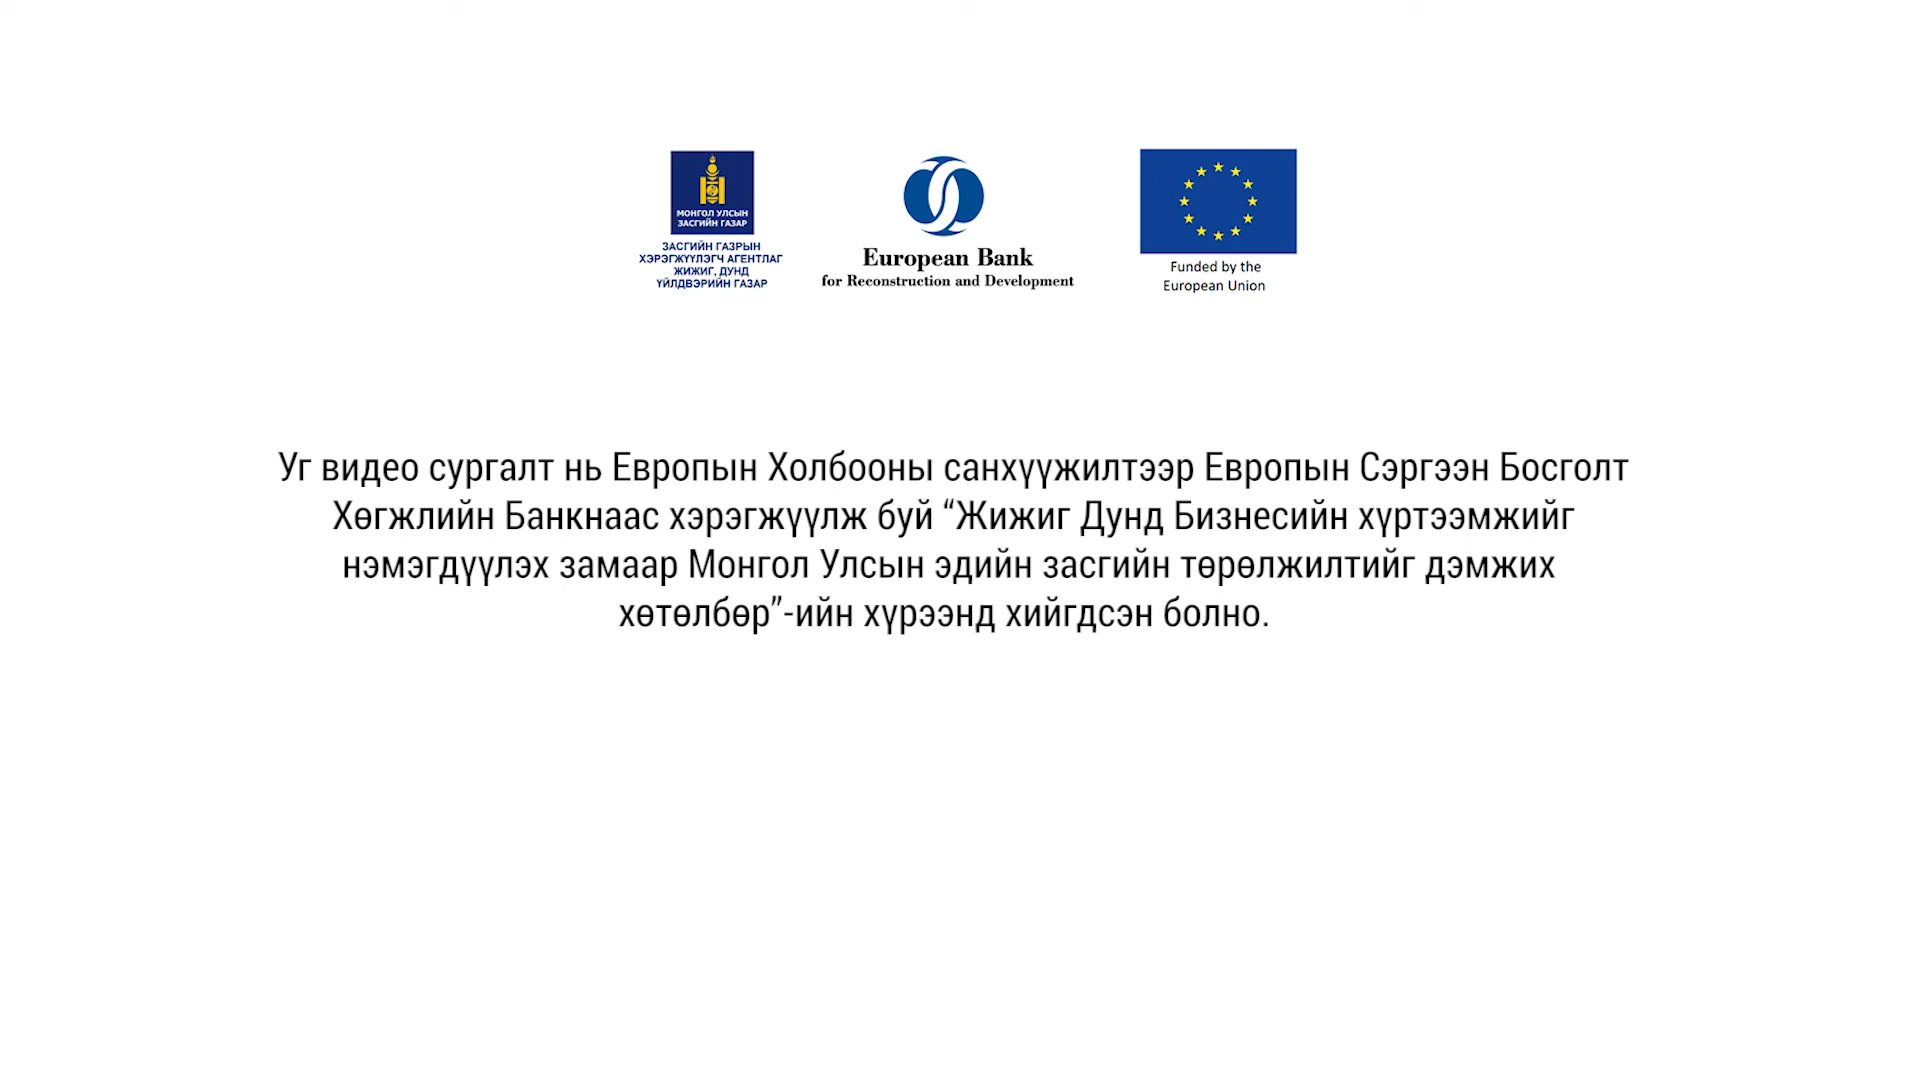 МОНГОЛ УЛСЫН
ЗАСГИЙН ГАЗАР
ЗАСГИЙН ГАЗРЫН
ХЭРЭГЖҮҮЛЭГЧ АГЕНТЛАГ
ЖИЖИГ, ДУНД
ҮЙЛДВЭРИЙН ГАЗАР
European Bank
for Reconstruction and Development
Funded by the
European Union
Уг видео сургалт нь Европын Холбооны санхүүжилтээр Европын Сэргээн Босголт
Хөгжлийн Банкнаас хэрэгжүүлж буй “Жижиг Дунд Бизнесийн хүртээмжийг
нэмэгдүүлэх замаар Монгол Улсын эдийн засгийн төрөлжилтийг дэмжих
хөтөлбөр”-ийн хүрээнд хийгдсэн болно.